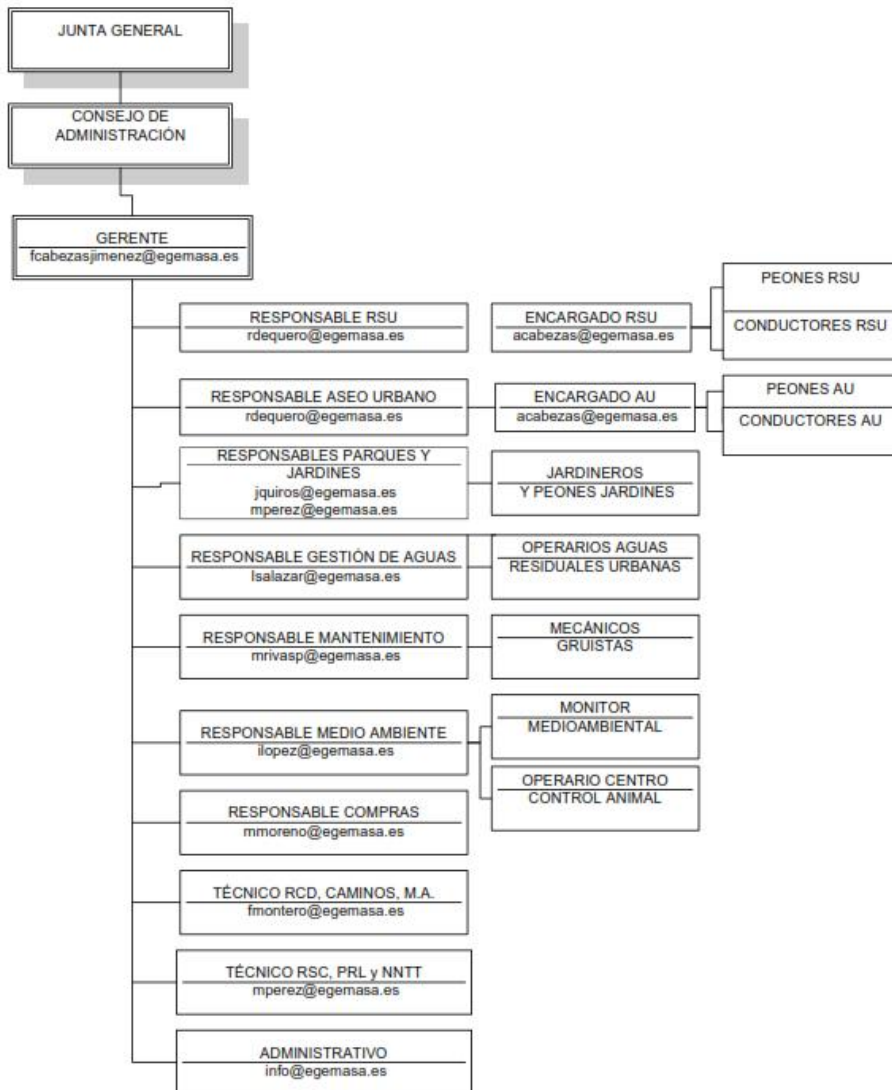 JUNTA GENERAL
CONSEJO DE
ADMINISTRACIÓN
GERENTE
fcabezasjimenez@egemasa.es
RESPONSABLE RSU
rdequero@egemasa.es
ENCARGADO RSU
acabezas@egemasa.es
PEONES RSU
CONDUCTORES RSU
RESPONSABLE ASEO URBANO
rdequero@egemasa.es
ENCARGADO AU
acabezas@egemasa.es
PEONES AU
CONDUCTORES AU
RESPONSABLES PARQUES Y
JARDINES
jquiros@egemasa.es
mperez@egemasa.es
JARDINEROS
Y PEONES JARDINES
RESPONSABLE GESTIÓN DE AGUAS
lsalazar@egemasa.es
OPERARIOS AGUAS
RESIDUALES URBANAS
RESPONSABLE MANTENIMIENTO
mrivasp@egemasa.es
MECÁNICOS
GRUISTAS
RESPONSABLE MEDIO AMBIENTE
ilopez@egemasa.es
MONITOR
MEDIOAMBIENTAL
OPERARIO CENTRO
CONTROL ANIMAL
RESPONSABLE COMPRAS
mmoreno@egemasa.es
TÉCNICO RCD, CAMINOS, M.A.
fmontero@egemasa.es
TÉCNICO RSC, PRL y NNTT
mperez@egemasa.es
ADMINISTRATIVO
info@egemasa.es